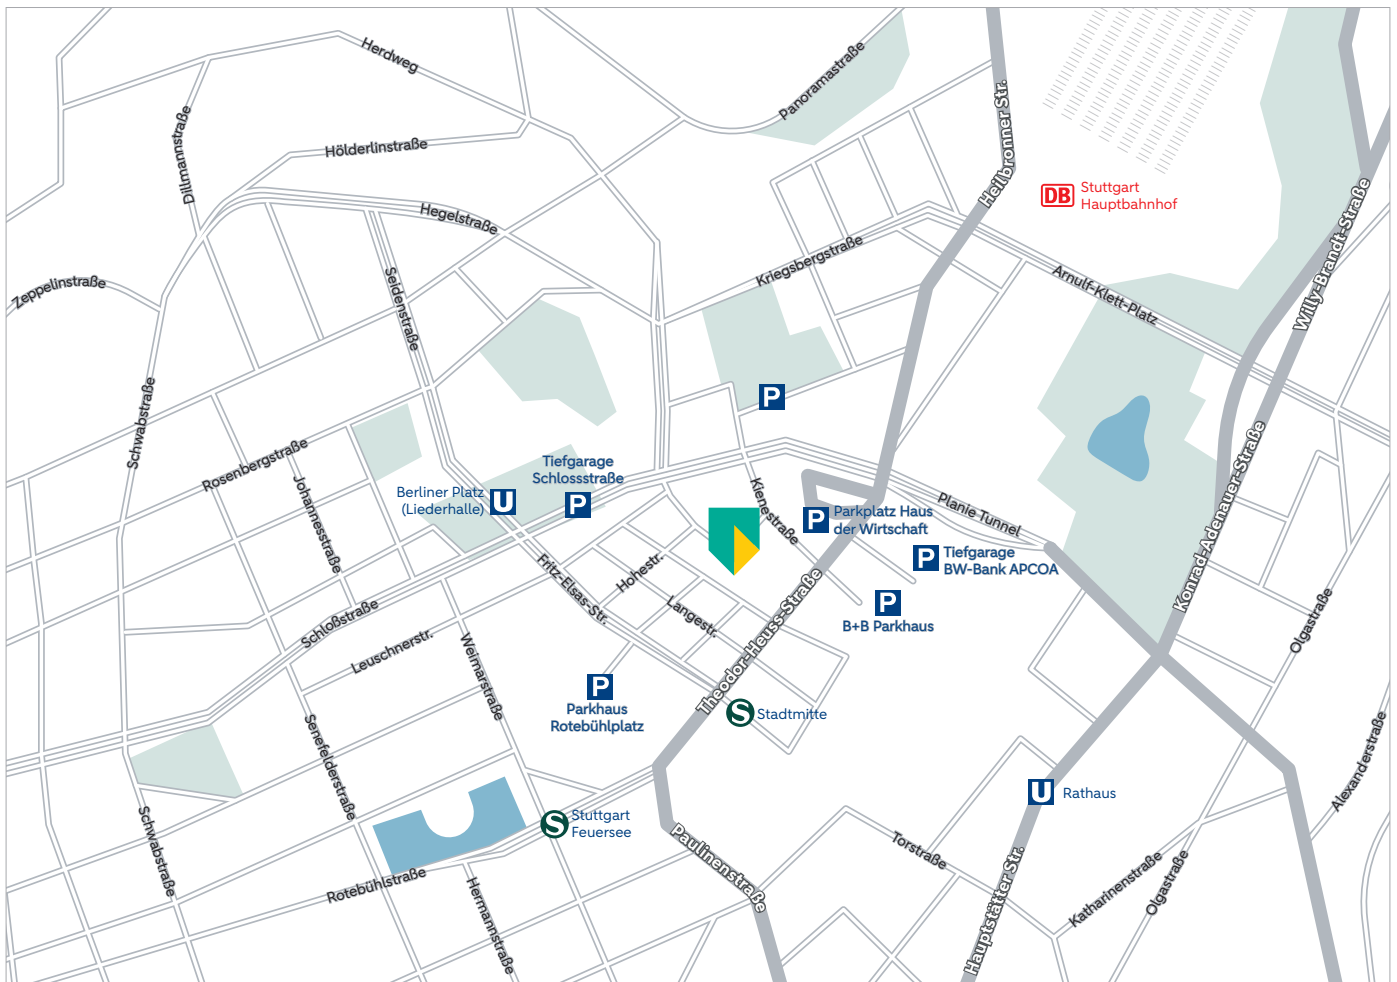 Herdweg
Panoramastraße
Heilbronner Str.
Dillmannstraße
Hölderlinstraße
DB
Stuttgart
Hauptbahnhof
Hegelstraße
Willy-Brandt-Straße
Kriegsbergstraße
Zeppelinstraße
Seidenstraße
Arnulf-Klett-Platz
Schwabstraße
P
Rosenbergstraße
Tiefgarage
Schlossstraße
P
Berliner Platz
(Liederhalle)
U
Johannesstraße
Kienestraße
Planie Tunnel
P
Parkplatz Haus
der Wirtschaft
Konrad-Adenauer-Straße
P
Tiefgarage
BW-Bank APCOA
Fritz-Elsas-Str.
Hohestr.
Langestr.
P
B+B Parkhaus
Schloßstraße
Leuschnerstr.
Weimarstraße
Theodor-Heuss-Straße
Olgastraße
P
Parkhaus
Rotebühlplatz
S
Stadtmitte
Senefelderstraße
Alexanderstraße
U
Rathaus
S
Stuttgart
Feuersee
Schwabstraße
Paulinenstraße
Torstraße
Rotebühlstraße
Hermannstraße
Hauptstätter Str.
Katharinenstraße
Olgastraße